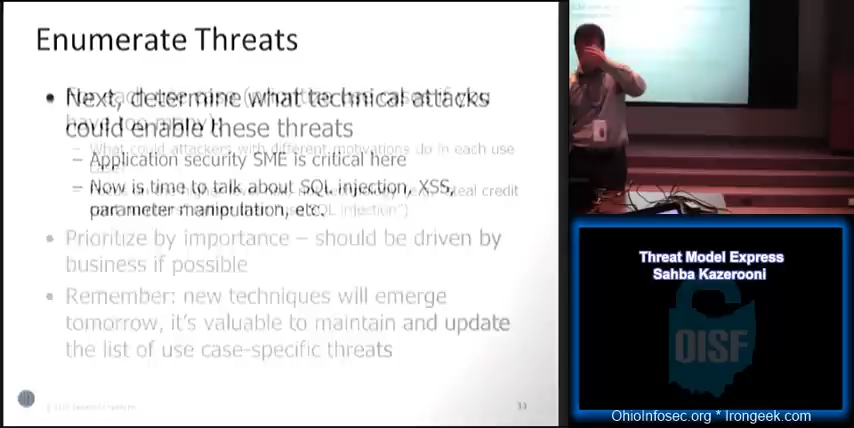 Enumerate Threats
• Next, determine what technical attacks
could enable these threats
– What could attackers with different motivations do in each use
– Application security SME is critical here
– Now is time to talk about SQL injection, XSS,
parameter manipulation, etc.
• Prioritize by importance – should be driven by
business if possible
• Remember: new techniques will emerge
tomorrow, it's valuable to maintain and update
the list of use case-specific threats
Threat Model Express
Sahba Kazerooni
OISF
OhioInfosec.org * Irongeek.com